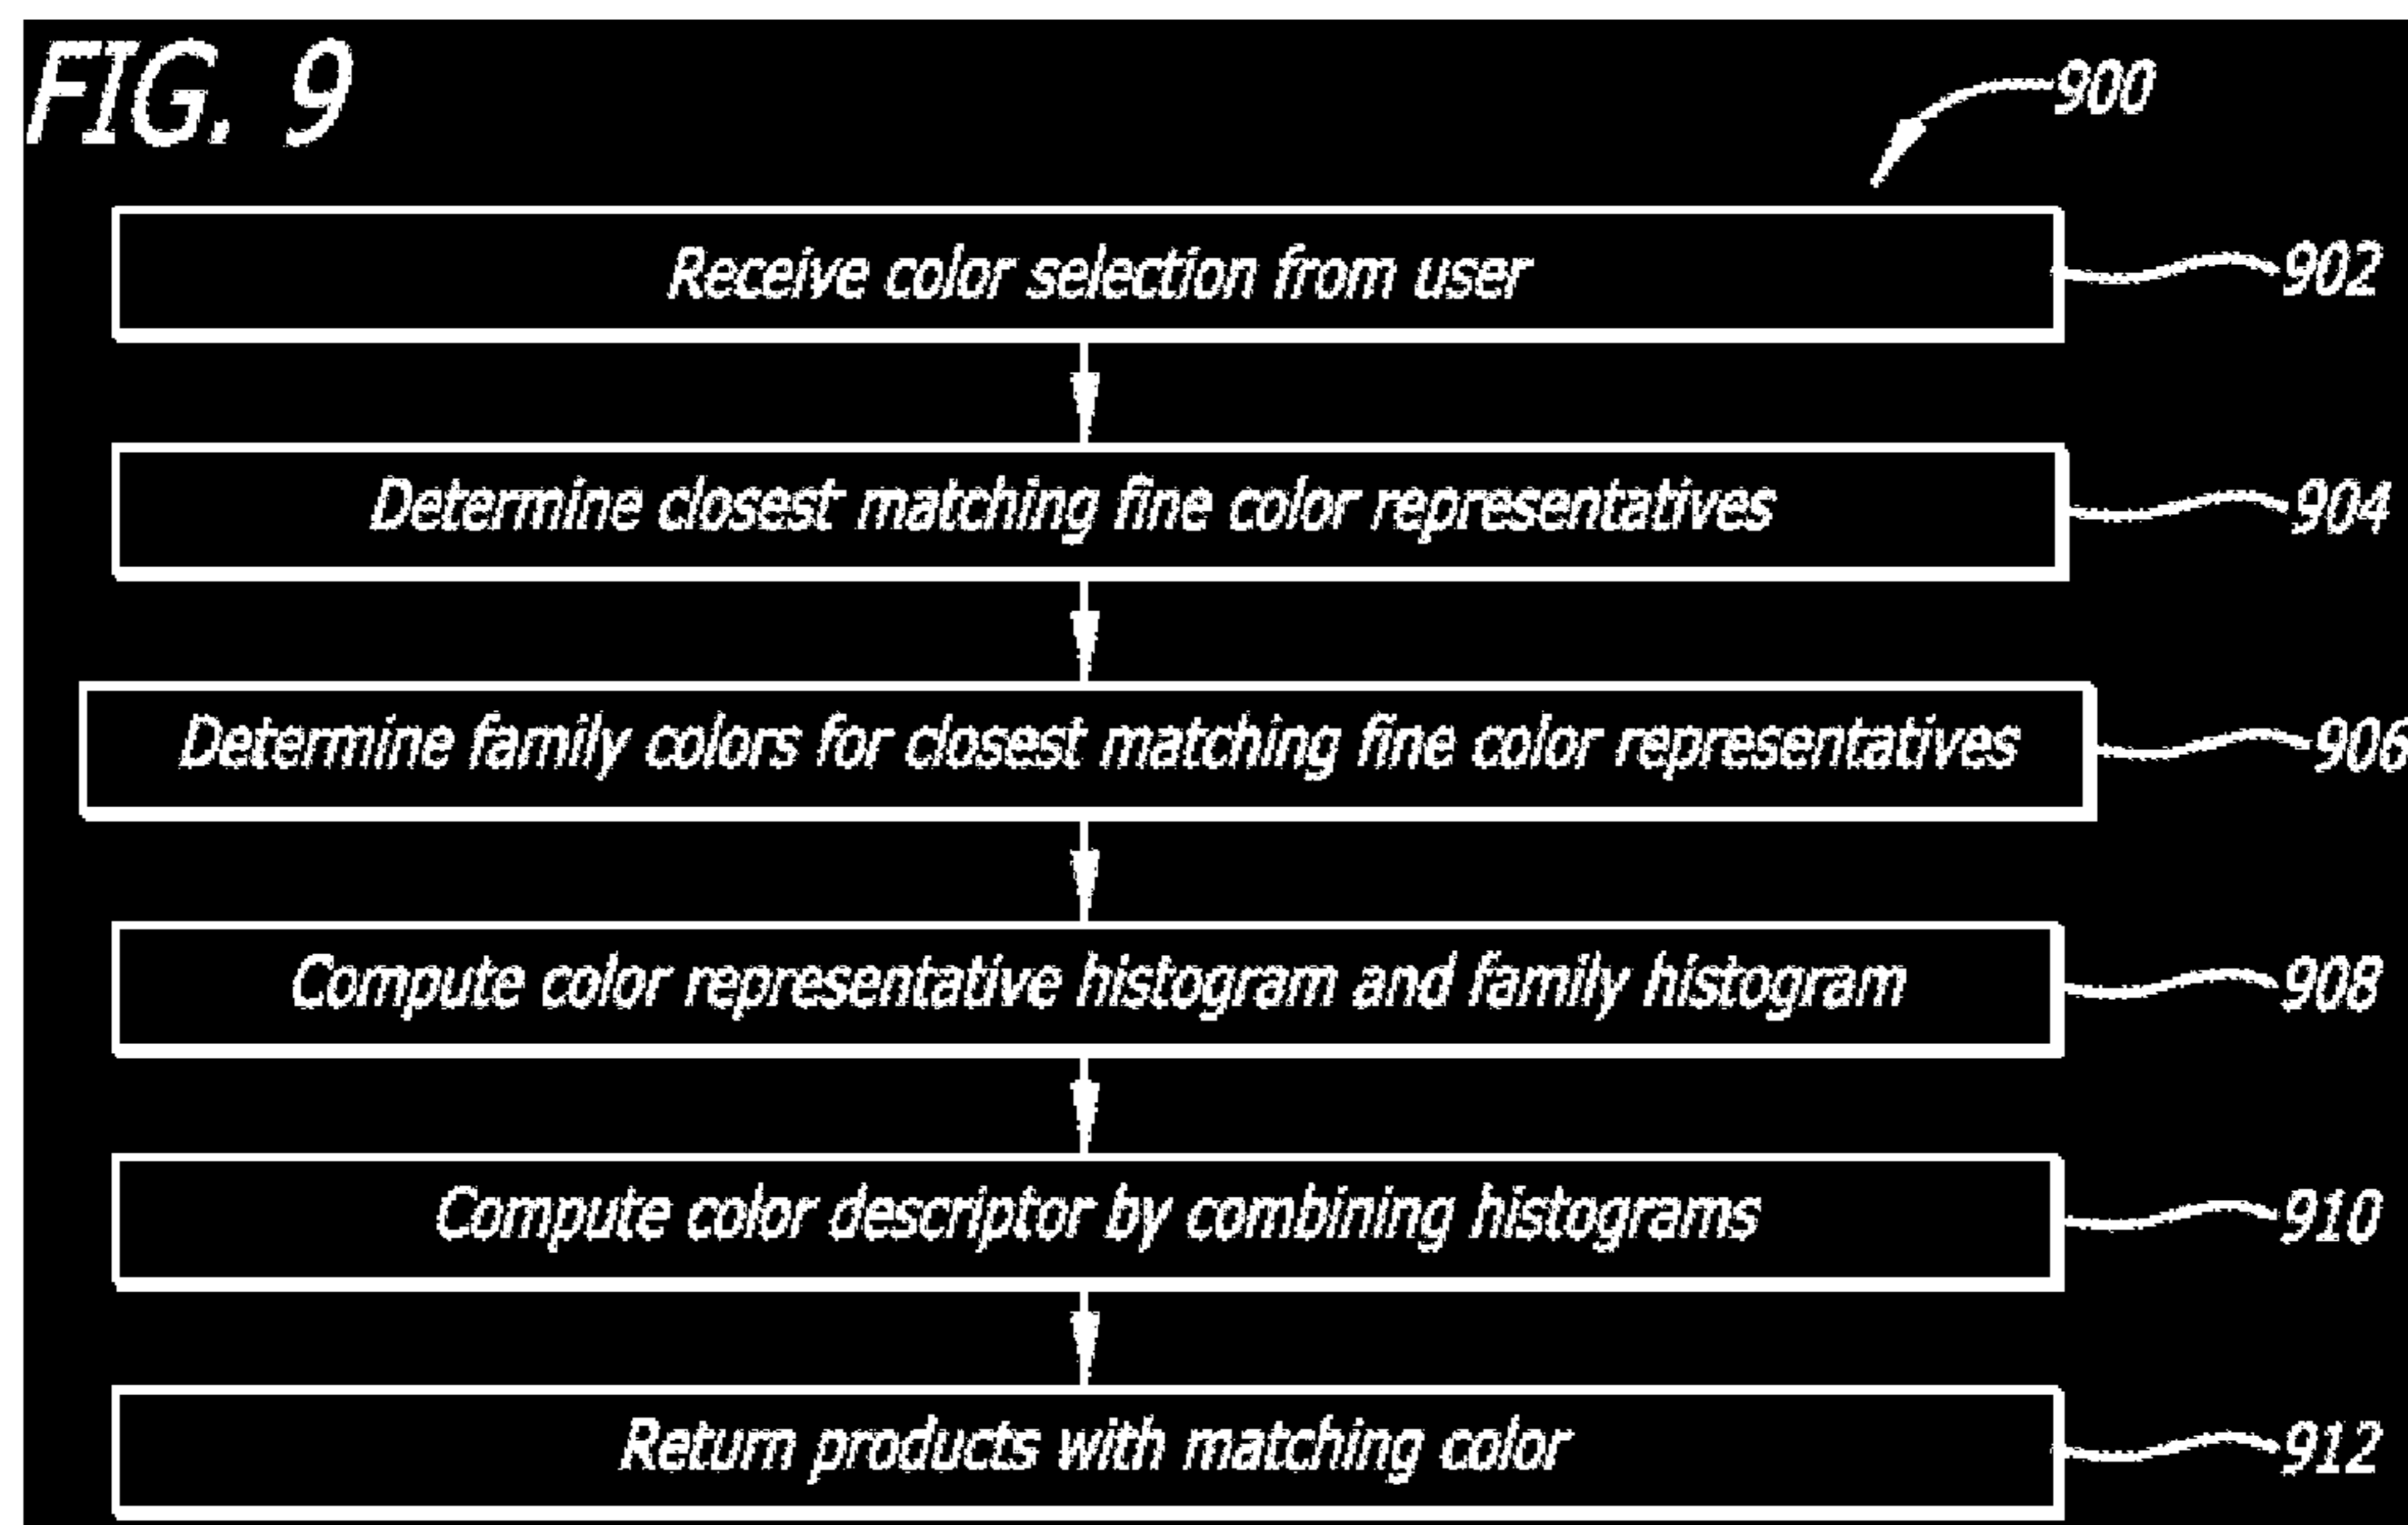 FIG. 9
900
Receive color selection from user
902
Determine closest matching fine color representatives
904
Determine family colors for closest matching fine color representatives
906
Compute color representative histogram and family histogram
908
Compute color descriptor by combining histograms
910
Return products with matching color
912